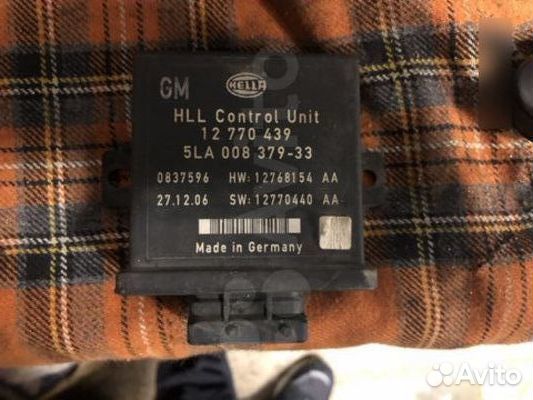 GM HELLA
HLL Control Unit
12 770 439
5LA 008 379-33
0837596 HW: 12768154 AA
27.12.06 SW: 12770440 AA
Made in Germany
Avito